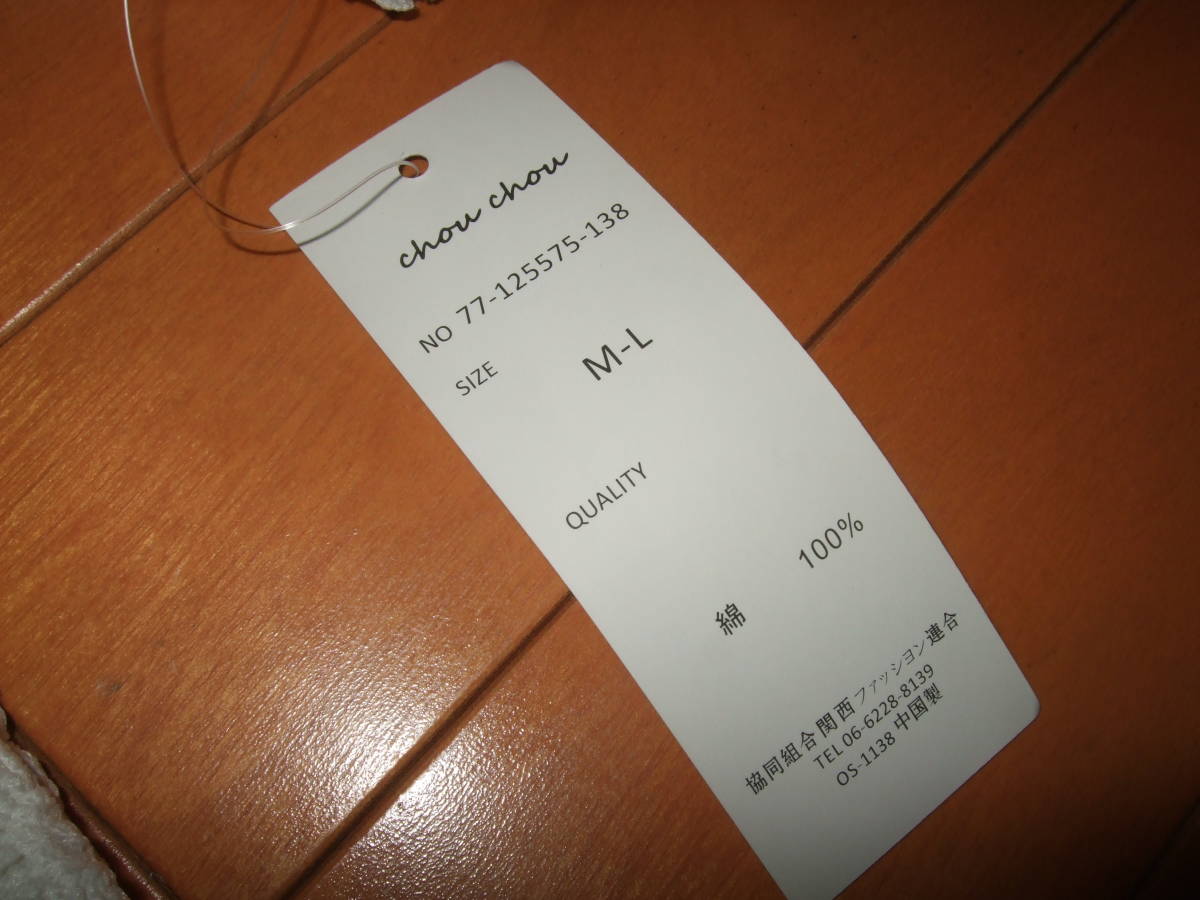 chou chou
NO 77-125575-138
SIZE M-L
QUALITY
綿 100%
協同組合関西ファッション連合
TEL 06-6228-8139
OS-1138 中国製